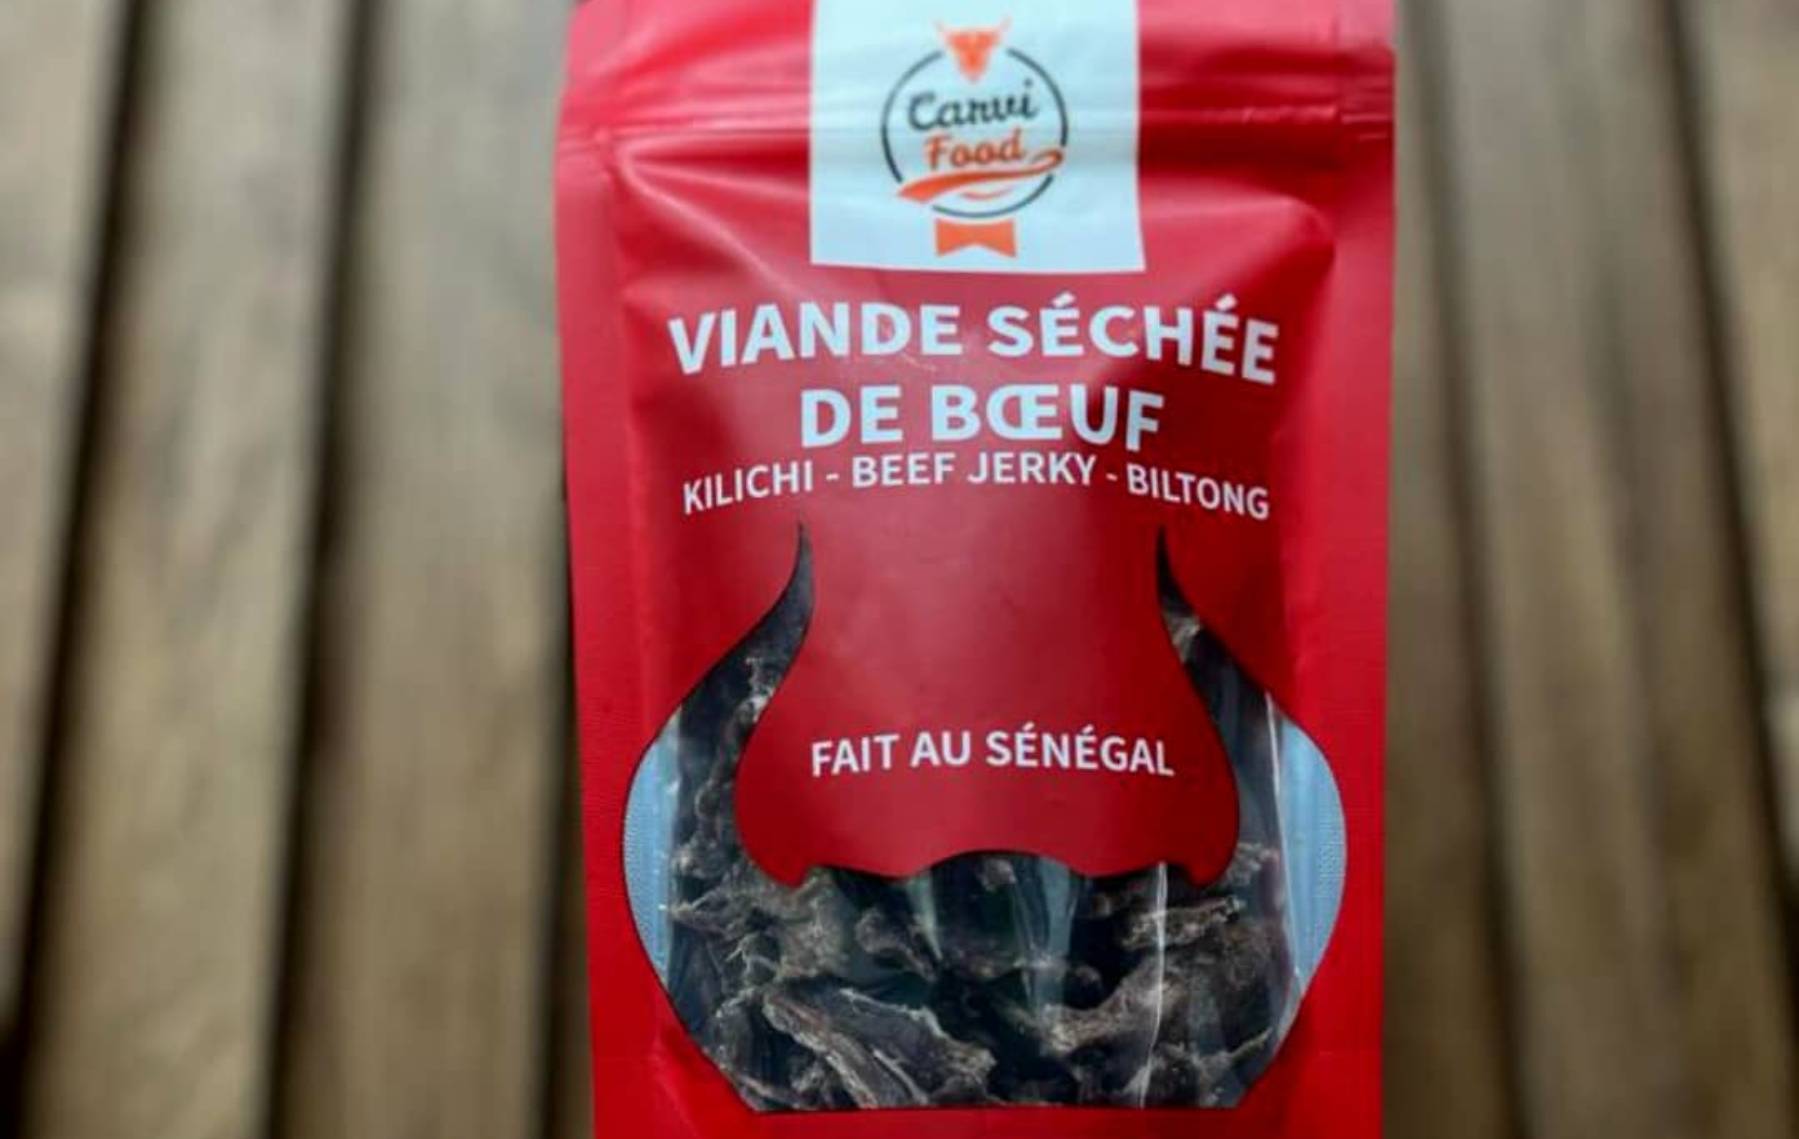 Carvi
Food
VIANDE SÉCHÉE
DE BŒUF
KILICHI - BEEF JERKY - BILTONG
FAIT AU SÉNÉGAL